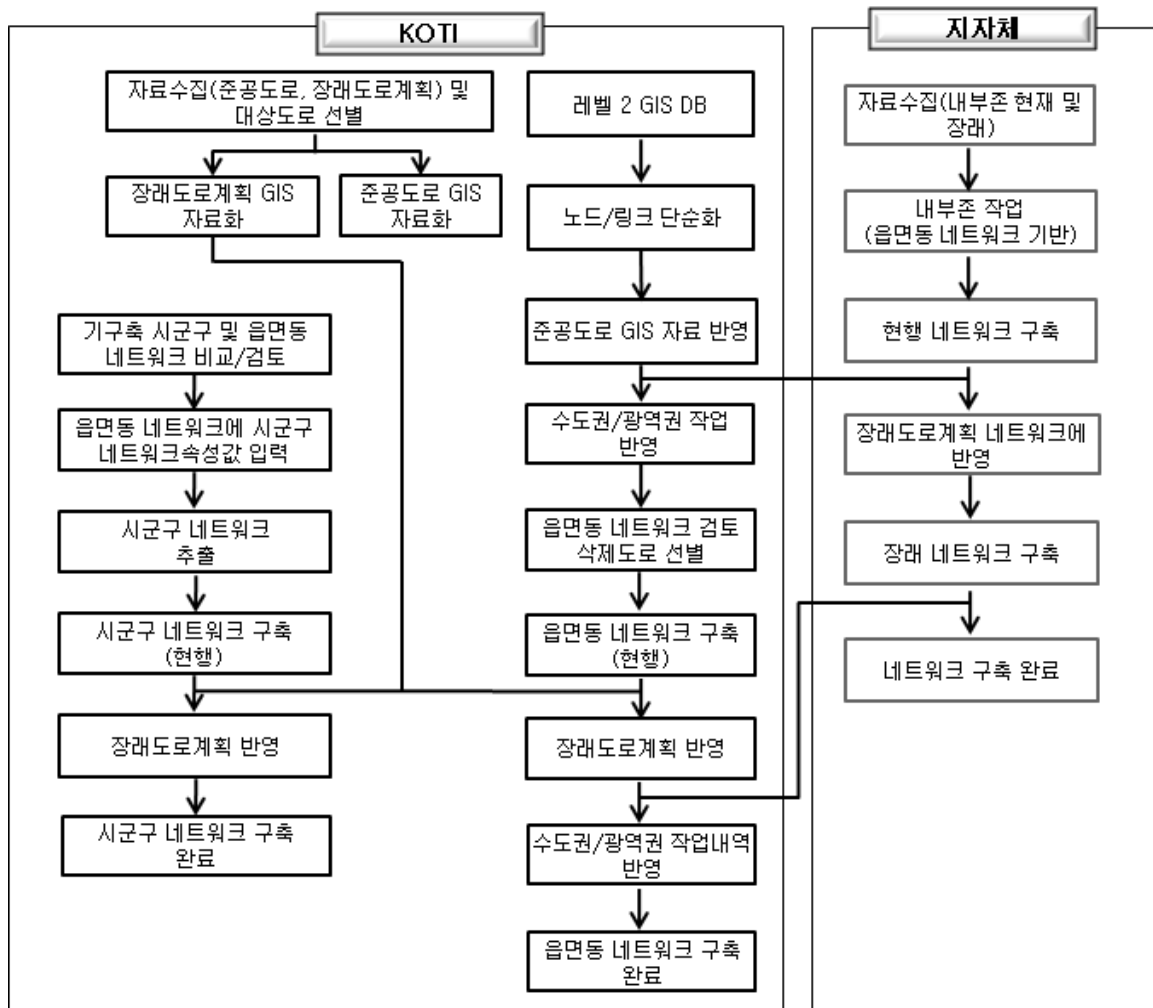 KOTI
자료수집(준공도로, 장래도로계획) 및
대상도로 선별
장래도로계획 GIS
자료화
준공도로 GIS
자료화
기구축 시군구 및 읍면동
네트워크 비교/검토
읍면동 네트워크에 시군구
네트워크속성값 입력
시군구 네트워크
추출
시군구 네트워크 구축
(현행)
장래도로계획 반영
시군구 네트워크 구축
완료
레벨 2 GIS DB
노드/링크 단순화
준공도로 GIS 자료 반영
수도권/광역권 작업
반영
읍면동 네트워크 검토
삭제도로 선별
읍면동 네트워크 구축
(현행)
장래도로계획 반영
수도권/광역권 작업내역
반영
읍면동 네트워크 구축
완료
지자체
자료수집(내부존 현재 및
장래)
내부존 작업
(읍면동 네트워크 기반)
현행 네트워크 구축
장래도로계획 네트워크에
반영
장래 네트워크 구축
네트워크 구축 완료